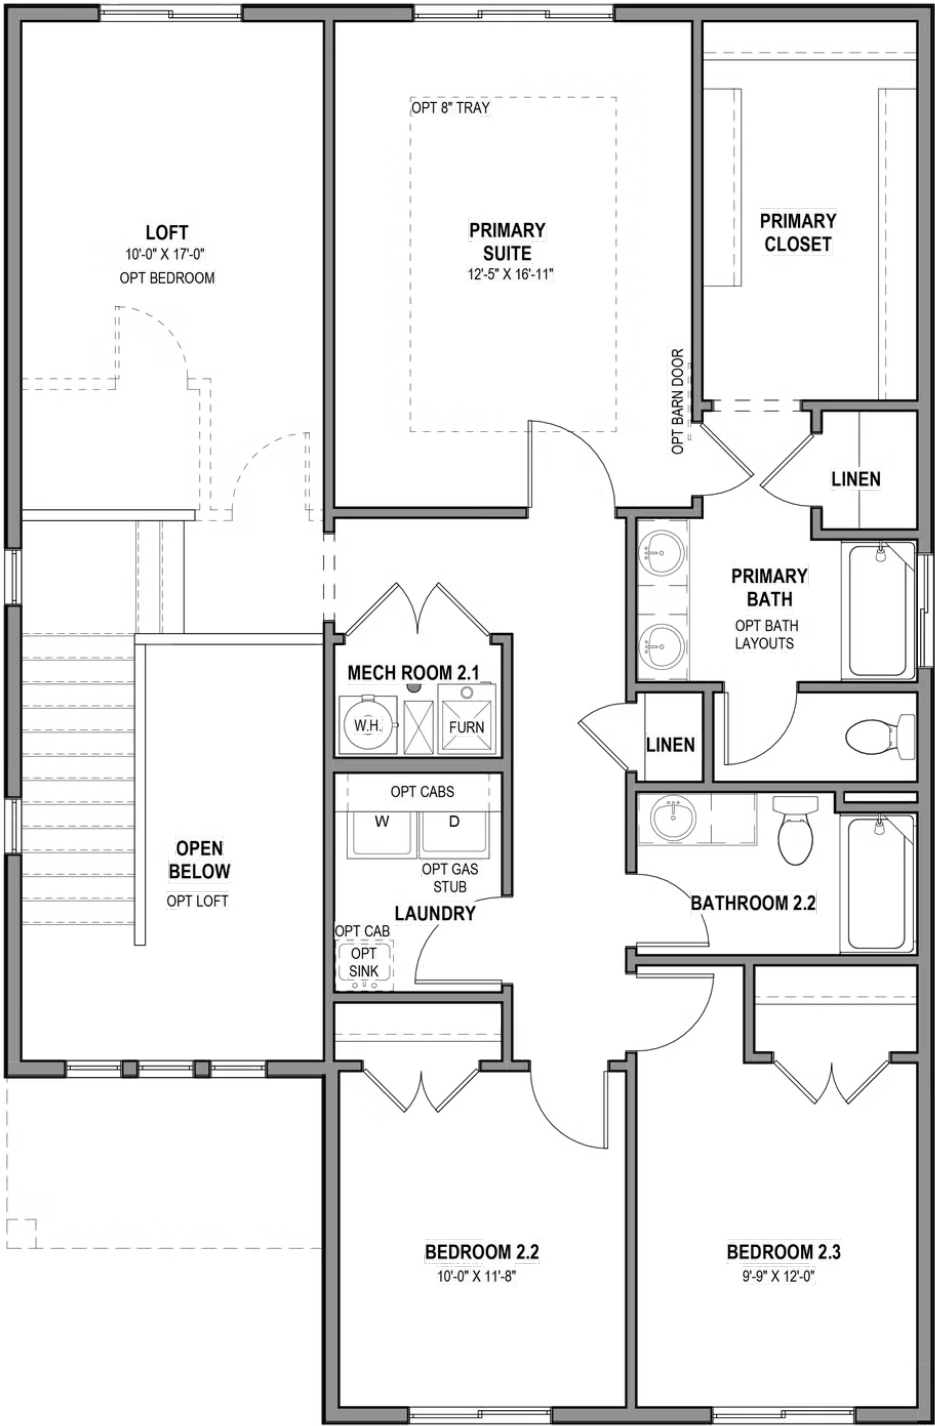 OPT 8" TRAY
LOFT
10'-0" X 17'-0"
OPT BEDROOM
PRIMARY
SUITE
12'-5" X 16'-11"
PRIMARY
CLOSET
OPT BARN DOOR
LINEN
PRIMARY
BATH
OPT BATH
LAYOUTS
MECH ROOM 2.1
W.H.
FURN
LINEN
OPT CABS
W
D
OPT GAS
STUB
LAUNDRY
OPT CAB
OPT
SINK
OPEN
BELOW
OPT LOFT
BATHROOM 2.2
BEDROOM 2.2
10'-0" X 11'-8"
BEDROOM 2.3
9'-9" X 12'-0"